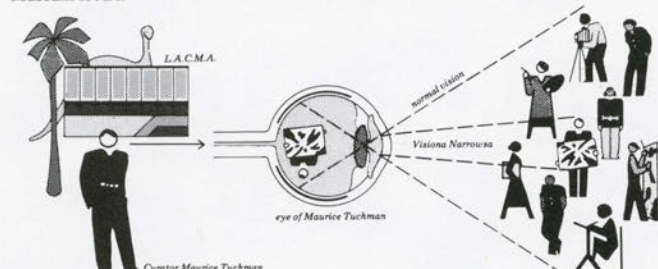 L.A.C.M.A.
normal vision
Visiona Narrowsa
eye of Maurice Tuchman
Curator Maurice Tuchman